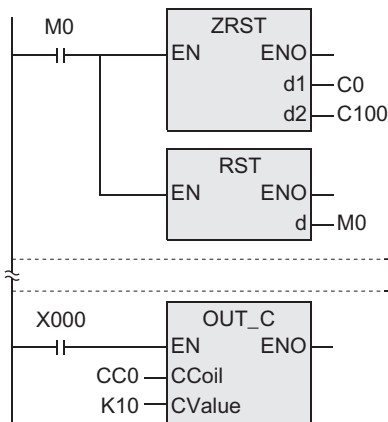 M0
ZRST
EN ENO
d1 C0
d2 C100
RST
EN ENO
d M0
X000
OUT_C
EN ENO
CC0 CCoil
K10 CValue